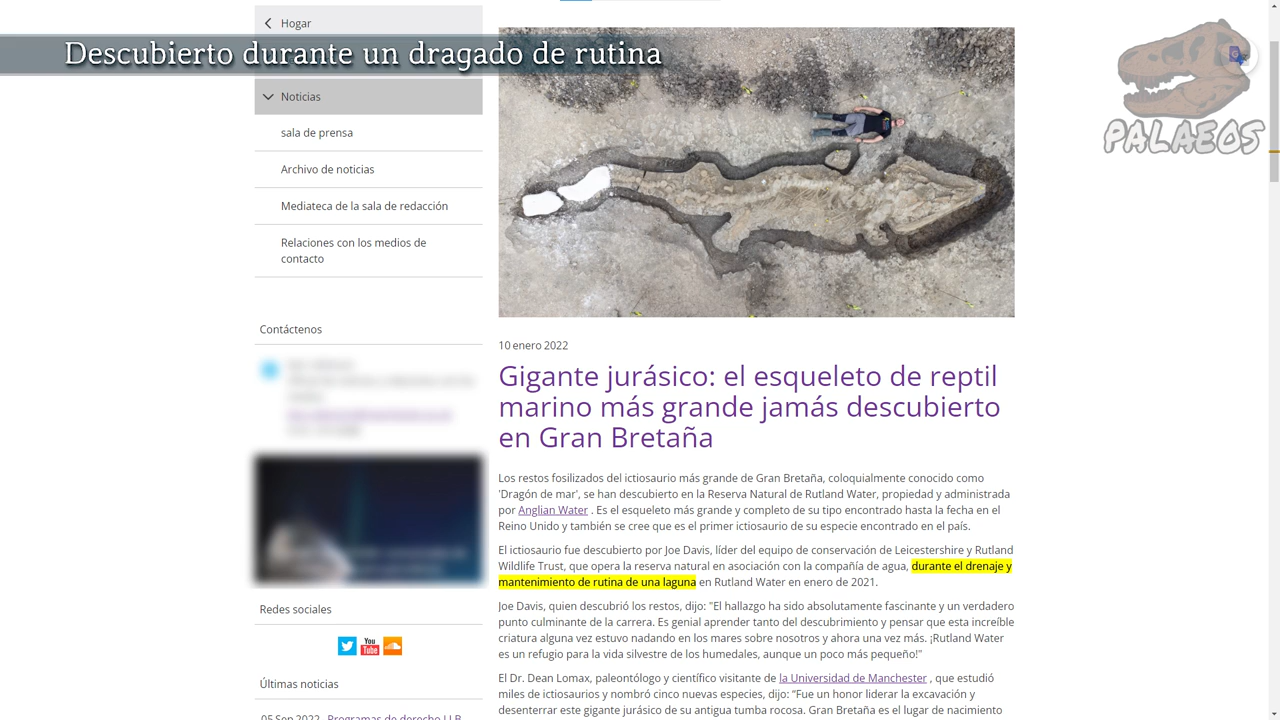 Hogar
Descubierto durante un dragado de rutina
PALAEOS
Noticias
sala de prensa
Archivo de noticias
Mediateca de la sala de redacción
Relaciones con los medios de
contacto
Contáctenos
Redes sociales
You
Tube
Últimas noticias
05 Sep 2022 Programas de derecho LLB
10 enero 2022
Gigante jurásico: el esqueleto de reptil
marino más grande jamás descubierto
en Gran Bretaña
Los restos fosilizados del ictiosaurio más grande de Gran Bretaña, coloquialmente conocido como
'Dragón de mar', se han descubierto en la Reserva Natural de Rutland Water, propiedad y administrada
por Anglian Water . Es el esqueleto más grande y completo de su tipo encontrado hasta la fecha en el
Reino Unido y también se cree que es el primer ictiosaurio de su especie encontrado en el país.
El ictiosaurio fue descubierto por Joe Davis, líder del equipo de conservación de Leicestershire y Rutland
Wildlife Trust, que opera la reserva natural en asociación con la compañía de agua, durante el drenaje y
mantenimiento de rutina de una laguna en Rutland Water en enero de 2021.
Joe Davis, quien descubrió los restos, dijo: "El hallazgo ha sido absolutamente fascinante y un verdadero
punto culminante de la carrera. Es genial aprender tanto del descubrimiento y pensar que esta increíble
criatura alguna vez estuvo nadando en los mares sobre nosotros y ahora una vez más. ¡Rutland Water
es un refugio para la vida silvestre de los humedales, aunque un poco más pequeño!"
El Dr. Dean Lomax, paleontólogo y científico visitante de la Universidad de Manchester , que estudió
miles de ictiosaurios y nombró cinco nuevas especies, dijo: “Fue un honor liderar la excavación y
desenterrar este gigante jurásico de su antigua tumba rocosa. Gran Bretaña es el lugar de nacimiento